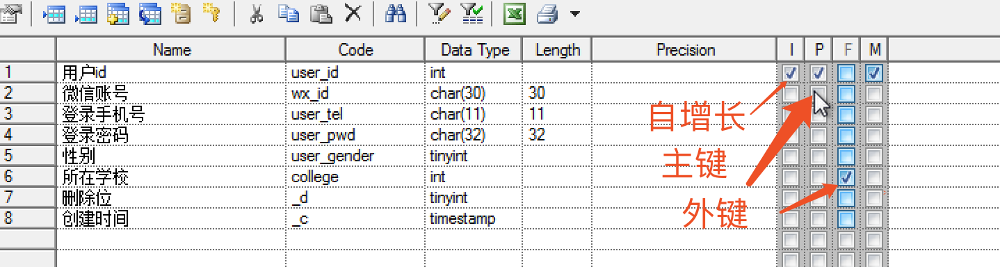 Name Code Data Type Length Precision I P F M
1 用户id user_id int
2 微信账号 wx_id char(30) 30
3 登录手机号 user_tel char(11) 11
4 登录密码 user_pwd char(32) 32
5 性别 user_gender tinyint
6 所在学校 college int
7 删除位 _d tinyint
8 创建时间 _c timestamp
自增长
主键
外键